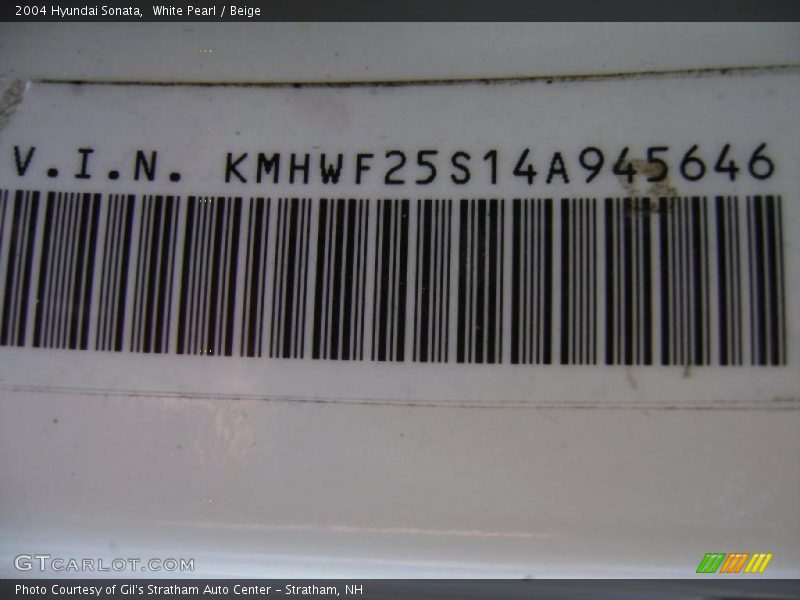 2004 Hyundai Sonata,  White Pearl / Beige
V.I.N. KMHWF25S14A945646
GTCARLOT.COM
Photo Courtesy of Gil's Stratham Auto Center - Stratham, NH